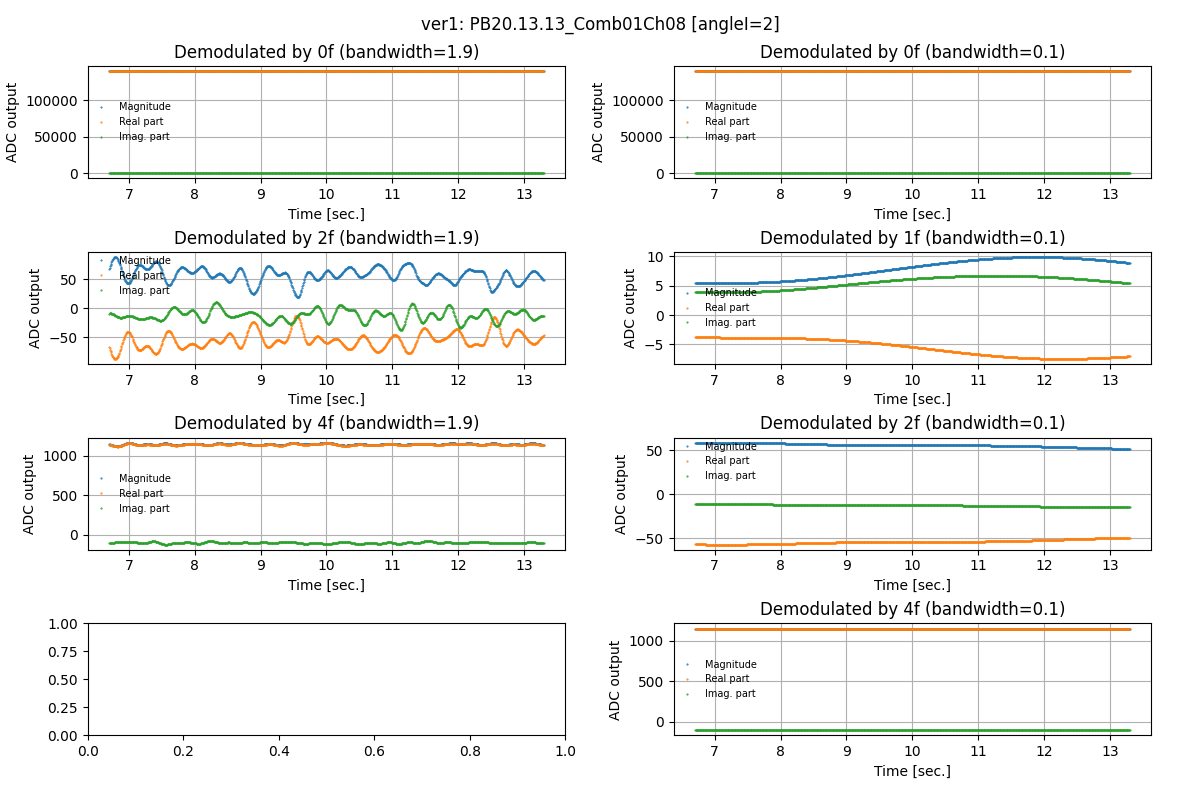 ver1: PB20.13.13_Comb01Ch08 [angleI=2]
Demodulated by 0f (bandwidth=1.9)
ADC output
100000
50000
0
Magnitude
Real part
Imag. part
7 8 9 10 11 12 13
Time [sec.]
Demodulated by 0f (bandwidth=0.1)
ADC output
100000
50000
0
Magnitude
Real part
Imag. part
7 8 9 10 11 12 13
Time [sec.]
Demodulated by 2f (bandwidth=1.9)
ADC output
50
0
−50
Magnitude
Real part
Imag. part
7 8 9 10 11 12 13
Time [sec.]
Demodulated by 1f (bandwidth=0.1)
ADC output
10
5
0
−5
Magnitude
Real part
Imag. part
7 8 9 10 11 12 13
Time [sec.]
Demodulated by 4f (bandwidth=1.9)
ADC output
1000
500
0
Magnitude
Real part
Imag. part
7 8 9 10 11 12 13
Time [sec.]
Demodulated by 2f (bandwidth=0.1)
ADC output
50
0
−50
Magnitude
Real part
Imag. part
7 8 9 10 11 12 13
Time [sec.]
1.00
0.75
0.50
0.25
0.00
0.0 0.2 0.4 0.6 0.8 1.0
Demodulated by 4f (bandwidth=0.1)
ADC output
1000
500
0
Magnitude
Real part
Imag. part
7 8 9 10 11 12 13
Time [sec.]